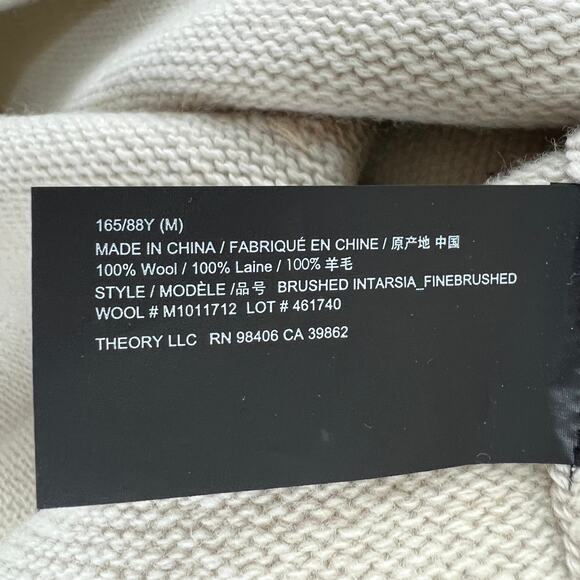 165/88Y (M)
MADE IN CHINA / FABRIQUÉ EN CHINE / 原产地 中国
100% Wool / 100% Laine / 100% 羊毛
STYLE / MODÈLE /品号 BRUSHED INTARSIA_FINEBRUSHED
WOOL # M1011712 LOT # 461740
THEORY LLC RN 98406 CA 39862